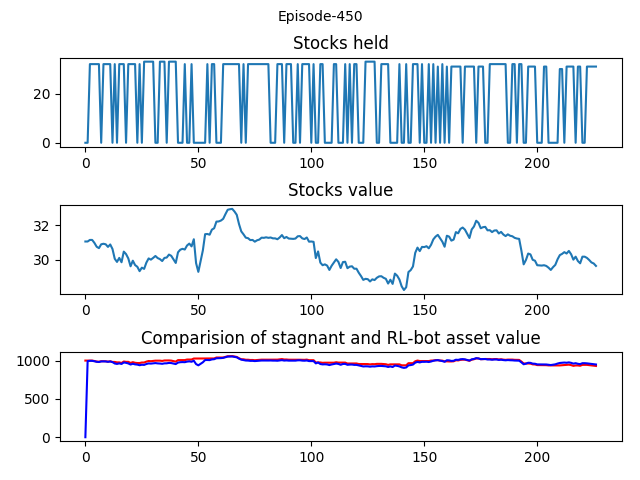 Episode-450
Stocks held
20
0
0 50 100 150 200
Stocks value
32
30
0 50 100 150 200
Comparision of stagnant and RL-bot asset value
1000
500
0
0 50 100 150 200